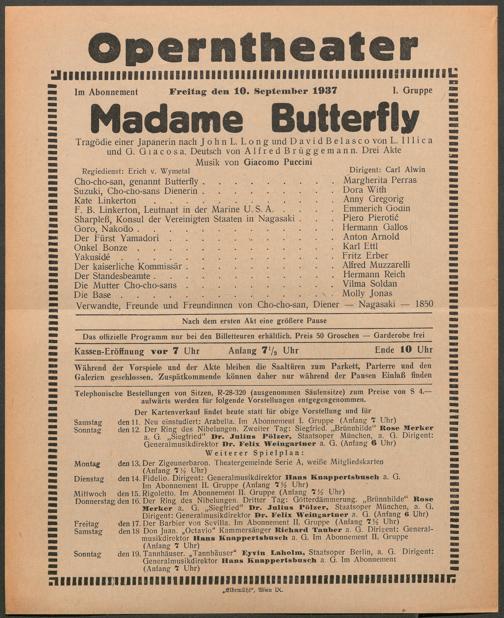 Operntheater
Im Abonnement Freitag den 10. September 1937 I. Gruppe
Madame Butterfly
Tragödie einer Japanerin nach John L. Long und David Belasco von L. Illica
und G. Giacosa. Deutsch von Alfred Brüggemann. Drei Akte
Musik von Giacomo Puccini
Regiedienst: Erich v. Wymetal Dirigent: Carl Alwin
Cho-cho-san, genannt Butterfly . . . . . . . . Margherita Perras
Suzuki, Cho-cho-sans Dienerin . . . . . . . . Dora With
Kate Linkerton . . . . . . . . Anny Gregorig
F. B. Linkerton, Leutnant in der Marine U. S. A. . . . . . . . . Emmerich Godin
Sharpleß, Konsul der Vereinigten Staaten in Nagasaki . . . . . Piero Pierotić
Goro, Nakodo . . . . . . . . Hermann Gallos
Der Fürst Yamadori . . . . . . . . Anton Arnold
Onkel Bonze . . . . . . . . Karl Ettl
Yakusidé . . . . . . . . Fritz Erber
Der kaiserliche Kommissär . . . . . . . . Alfred Muzzarelli
Der Standesbeamte . . . . . . . . Hermann Reich
Die Mutter Cho-cho-sans . . . . . . . . Vilma Soldan
Die Base . . . . . . . . Molly Jonas
Verwandte, Freunde und Freundinnen von Cho-cho-san, Diener — Nagasaki — 1850
Nach dem ersten Akt eine größere Pause
Das offizielle Programm nur bei den Billetteuren erhältlich. Preis 50 Groschen — Garderobe frei
Kassen-Eröffnung vor 7 Uhr Anfang 7½ Uhr Ende 10 Uhr
Während der Vorspiele und der Akte bleiben die Saaltüren zum Parkett, Parterre und den
Galerien geschlossen. Zuspätkommende können daher nur während der Pausen Einlaß finden
Telephonische Bestellungen von Sitzen, R-28-320 (ausgenommen Säulensitze) zum Preise von S 4.—
aufwärts werden für folgende Vorstellungen entgegengenommen.
Der Kartenverkauf findet heute statt für obige Vorstellung und für
Samstag den 11. Neu einstudiert: Arabella. Im Abonnement I. Gruppe (Anfang 7 Uhr)
Sonntag den 12. Der Ring des Nibelungen. Zweiter Tag: Siegfried. „Brünnhilde" Rose Merker
a. G. „Siegfried" Dr. Julius Pölzer, Staatsoper München, a. G. Dirigent:
Generalmusikdirektor Dr. Felix Weingartner a. G. (Anfang 6 Uhr)
Weiterer Spielplan:
Montag den 13. Der Zigeunerbaron. Theatergemeinde Serie A, weiße Mitgliedskarten
(Anfang 7½ Uhr)
Dienstag den 14. Fidelio. Dirigent: Generalmusikdirektor Hans Knappertsbusch a. G.
Im Abonnement II. Gruppe (Anfang 7½ Uhr)
Mittwoch den 15. Rigoletto. Im Abonnement II. Gruppe (Anfang 7½ Uhr)
Donnerstag den 16. Der Ring des Nibelungen. Dritter Tag: Götterdämmerung. „Brünnhilde" Rose
Merker a. G. „Siegfried" Dr. Julius Pölzer, Staatsoper München, a. G.
Dirigent: Generalmusikdirektor Dr. Felix Weingartner a. G. (Anfang 6 Uhr)
Freitag den 17. Der Barbier von Sevilla. Im Abonnement II. Gruppe (Anfang 7½ Uhr)
Samstag den 18. Don Juan. „Octavio" Kammersänger Richard Tauber a. G. Dirigent: General-
musikdirektor Hans Knappertsbusch a. G. Im Abonnement II. Gruppe
(Anfang 7 Uhr)
Sonntag den 19. Tannhäuser. „Tannhäuser" Eyvin Laholm, Staatsoper Berlin, a. G. Dirigent:
Generalmusikdirektor Hans Knappertsbusch a. G. Im Abonnement
(Anfang 7 Uhr)
„Elbemühl", Wien IX.